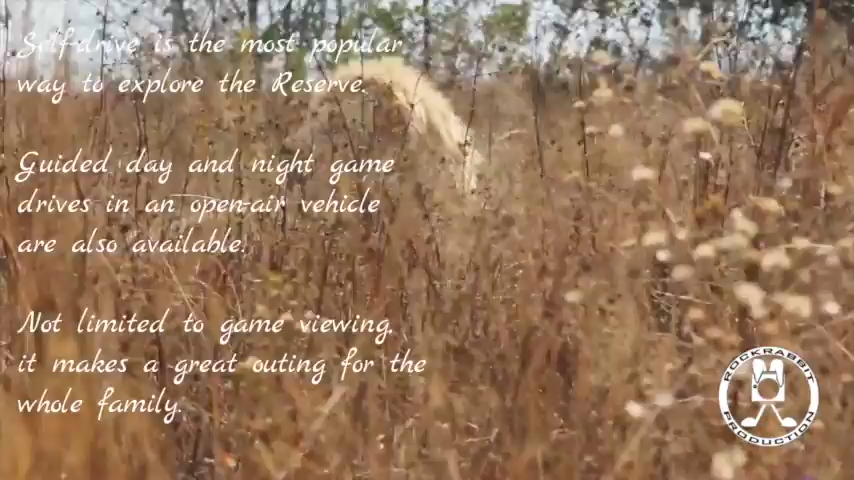 Self-drive is the most popular
way to explore the Reserve.
Guided day and night game
drives in an open-air vehicle
are also available.
Not limited to game viewing,
it makes a great outing for the
whole family.
ROCKRABBIT
PRODUCTION